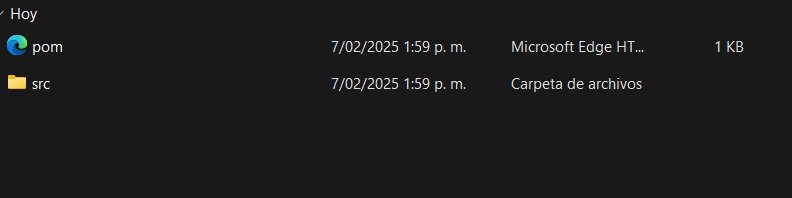 Hoy
pom 7/02/2025 1:59 p. m. Microsoft Edge HT... 1 KB
src 7/02/2025 1:59 p. m. Carpeta de archivos